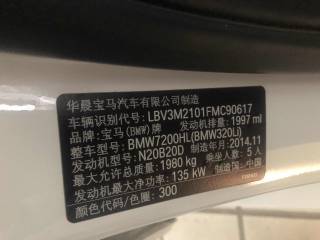 华晨宝马汽车有限公司制造
车辆识别代号: LBV3M2101FMC90617
品牌: 宝马(BMW)牌 发动机排量: 1997 ml
整车型号: BMW7200HL(BMW320Li)
发动机型号: N20B20D 制造年月: 2014.11
最大允许总质量: 1980 kg 乘坐人数: 5人
发动机最大净功率: 135 kW 制造国: 中国
颜色代码/色圈: 300